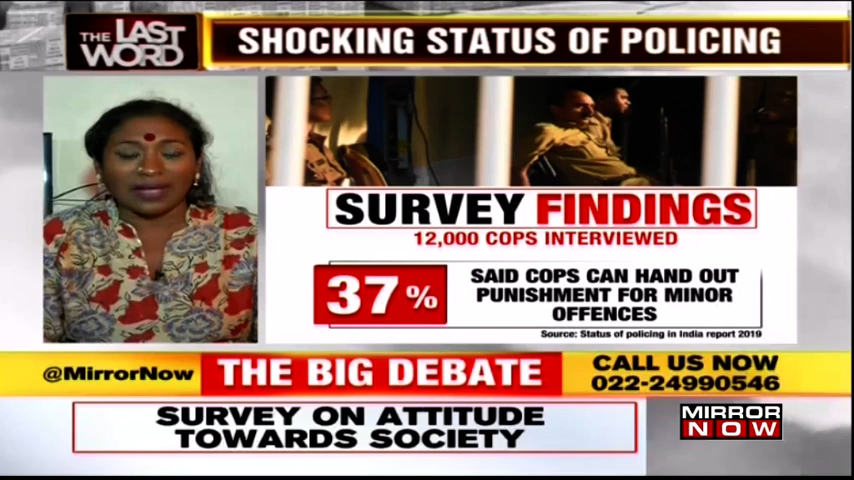 THE LAST WORD
SHOCKING STATUS OF POLICING
SURVEY FINDINGS
12,000 COPS INTERVIEWED
37 %
SAID COPS CAN HAND OUT
PUNISHMENT FOR MINOR
OFFENCES
Source: Status of policing in India report 2019
@MirrorNow
THE BIG DEBATE
CALL US NOW
022-24990546
SURVEY ON ATTITUDE
TOWARDS SOCIETY
MIRROR
NOW